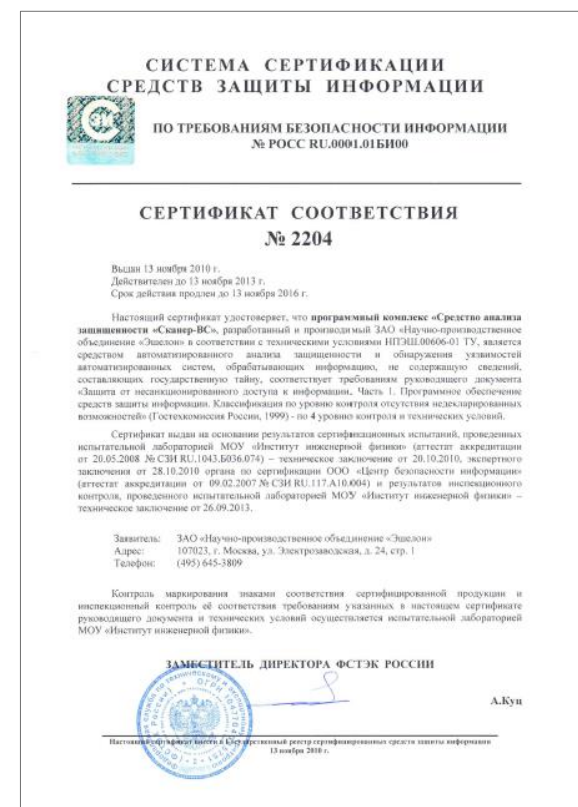 СИСТЕМА СЕРТИФИКАЦИИ
СРЕДСТВ ЗАЩИТЫ ИНФОРМАЦИИ
ПО ТРЕБОВАНИЯМ БЕЗОПАСНОСТИ ИНФОРМАЦИИ
№ РОСС RU.0001.01БИ00
СЕРТИФИКАТ СООТВЕТСТВИЯ
№ 2204
Выдан 13 ноября 2010 г.
Действителен до 13 ноября 2013 г.
Срок действия продлен до 13 ноября 2016 г.
Настоящий сертификат удостоверяет, что программный комплекс «Средство анализа
защищенности «Сканер-ВС», разработанный и производимый ЗАО «Научно-производственное
объединение «Эшелон» в соответствии с техническими условиями НПЭШ.00606-01 ТУ, является
средством автоматизированного анализа защищенности и обнаружения уязвимостей
автоматизированных систем, обрабатывающих информацию, не содержащую сведений,
составляющих государственную тайну, соответствует требованиям руководящего документа
«Защита от несанкционированного доступа к информации. Часть 1. Программное обеспечение
средств защиты информации. Классификация по уровню контроля отсутствия недекларированных
возможностей» (Гостехкомиссия России, 1999) - по 4 уровню контроля и технических условий.
Сертификат выдан на основании результатов сертификационных испытаний, проведенных
испытательной лабораторией МОУ «Институт инженерной физики» (аттестат аккредитации
от 20.05.2008 № СЗИ RU.1043.Б036.074) – техническое заключение от 20.10.2010, экспертного
заключения от 28.10.2010 органа по сертификации ООО «Центр безопасности информации»
(аттестат аккредитации от 09.02.2007 № СЗИ RU.117.А10.004) и результатов инспекционного
контроля, проведенного испытательной лабораторией МОУ «Институт инженерной физики» –
техническое заключение от 26.09.2013.
Заявитель: ЗАО «Научно-производственное объединение «Эшелон»
Адрес: 107023, г. Москва, ул. Электрозаводская, д. 24, стр. 1
Телефон: (495) 645-3809
Контроль маркирования знаками соответствия сертифицированной продукции и
инспекционный контроль её соответствия требованиям указанных в настоящем сертификате
руководящего документа и технических условий осуществляется испытательной лабораторией
МОУ «Институт инженерной физики».
ЗАМЕСТИТЕЛЬ ДИРЕКТОРА ФСТЭК РОССИИ
А.Куц
Настоящий сертификат внесен в Государственный реестр сертифицированных средств защиты информации
13 ноября 2010 г.